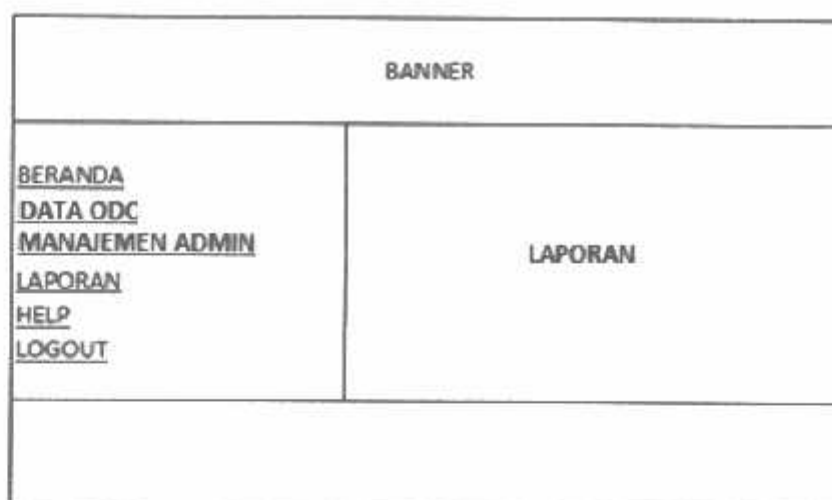 BANNER
BERANDA
DATA ODC
MANAJEMEN ADMIN
LAPORAN
HELP
LOGOUT
LAPORAN